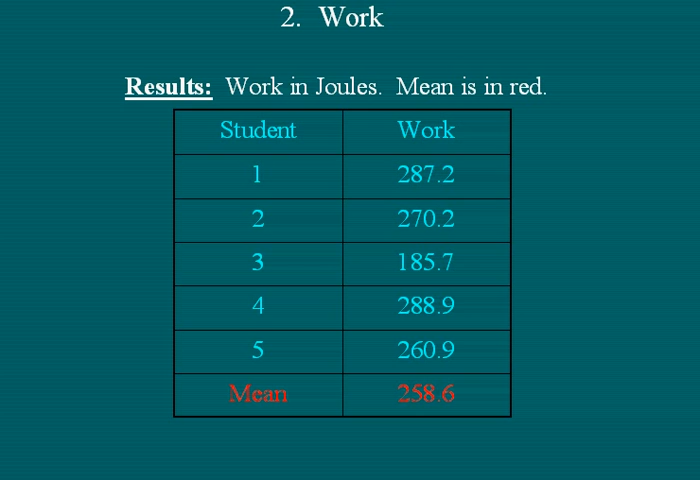 2. Work
Results: Work in Joules. Mean is in red.
Student Work
1 287.2
2 270.2
3 185.7
4 288.9
5 260.9
Mean 258.6